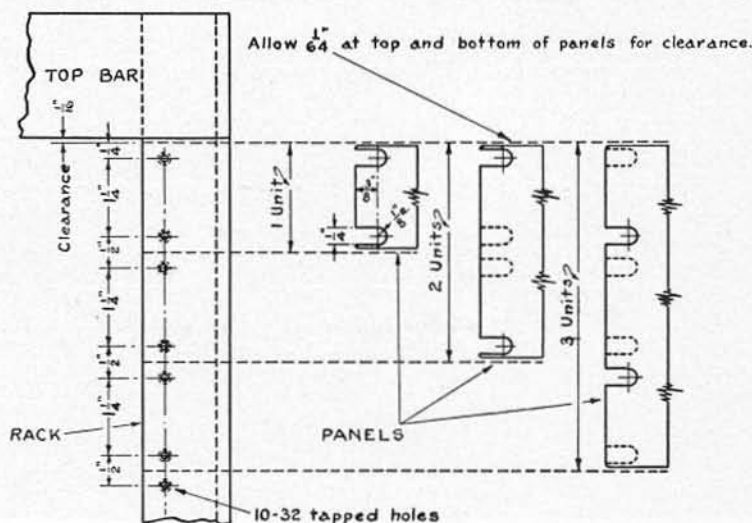 Allow 1/64" at top and bottom of panels for clearance.
TOP BAR
1/16"
Clearance
1/4"
1 1/4"
1/2"
1 1/4"
1/2"
1 1/4"
1/2"
1 Unit
1/4"
2 Units
3 Units
RACK
PANELS
10-32 tapped holes